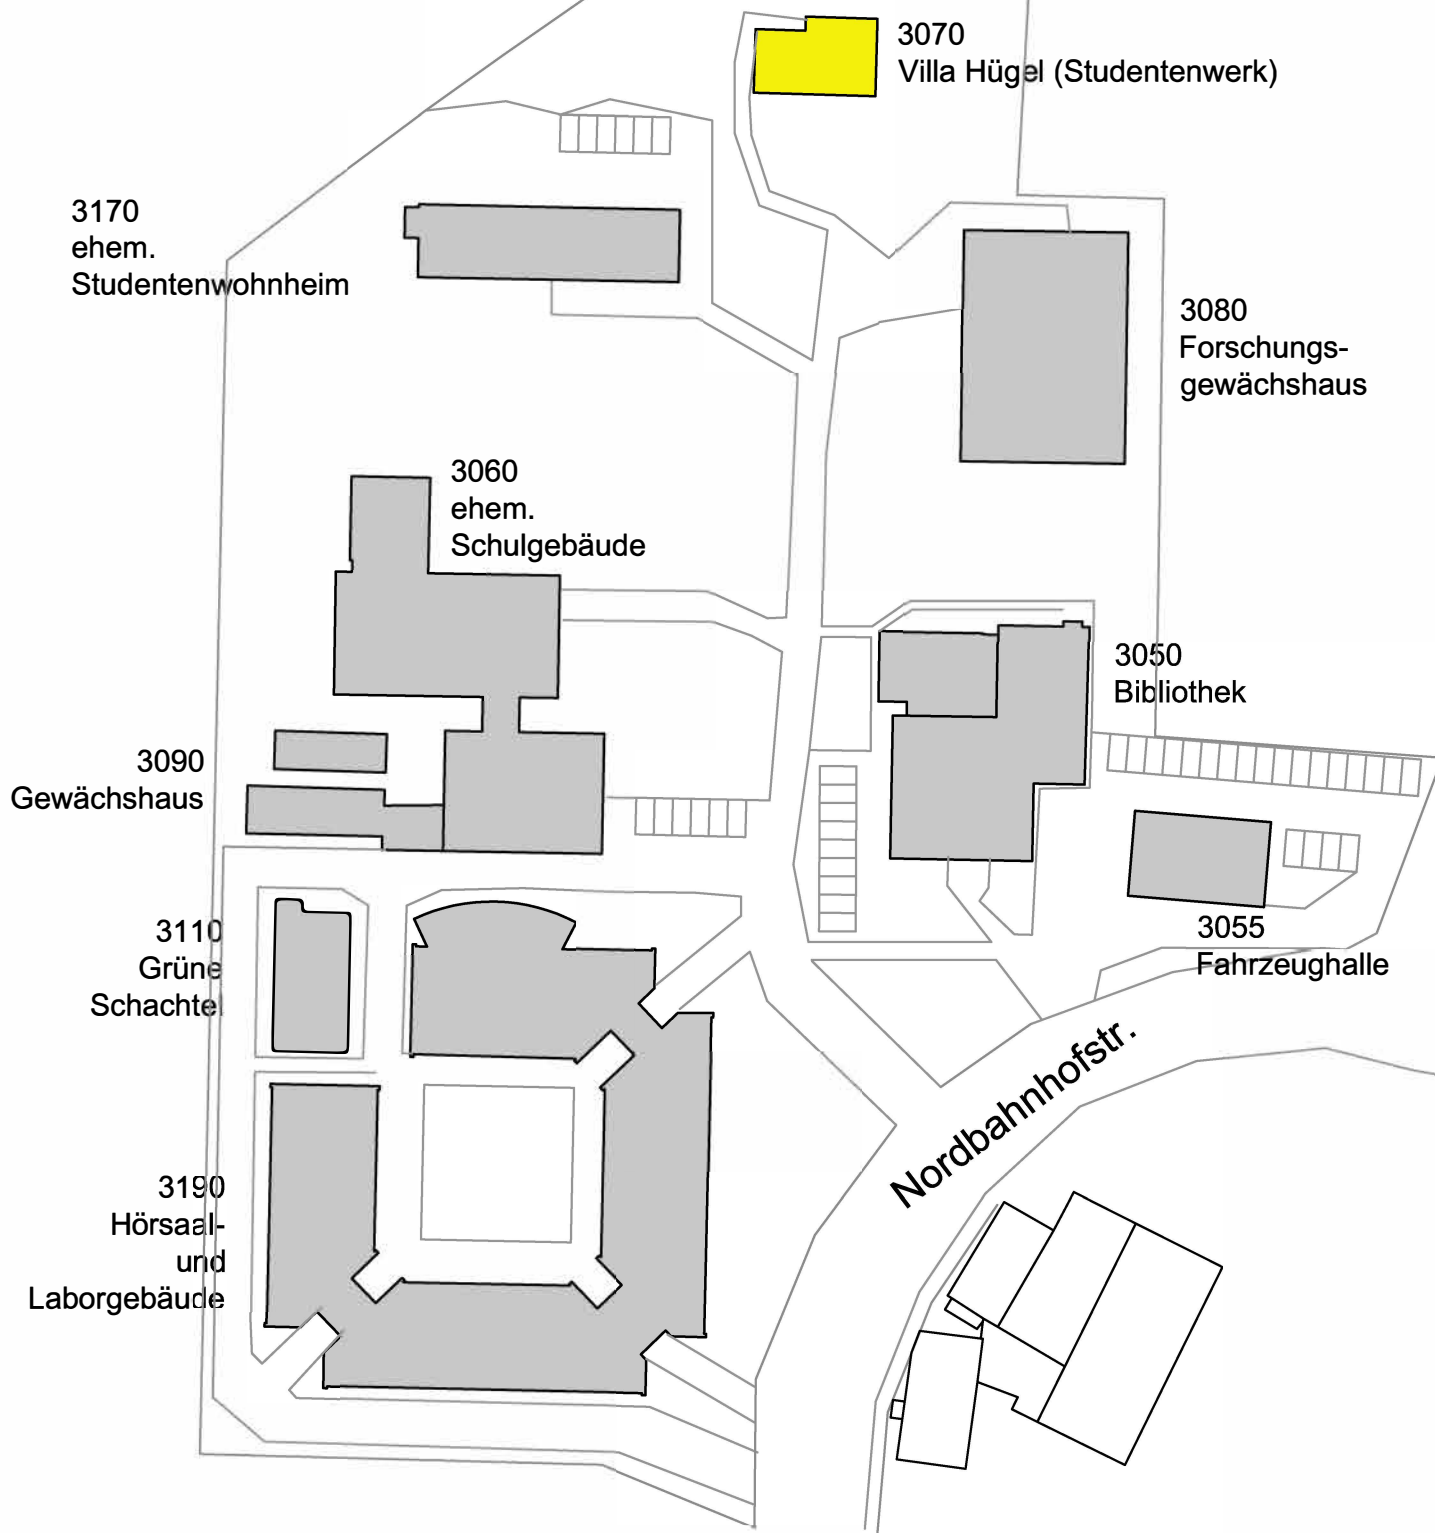 3070
Villa Hügel (Studentenwerk)
3170
ehem.
Studentenwohnheim
3080
Forschungs-
gewächshaus
3060
ehem.
Schulgebäude
3050
Bibliothek
3090
Gewächshaus
3110
Grüne
Schachtel
3055
Fahrzeughalle
Nordbahnhofstr.
3190
Hörsaal-
und
Laborgebäude